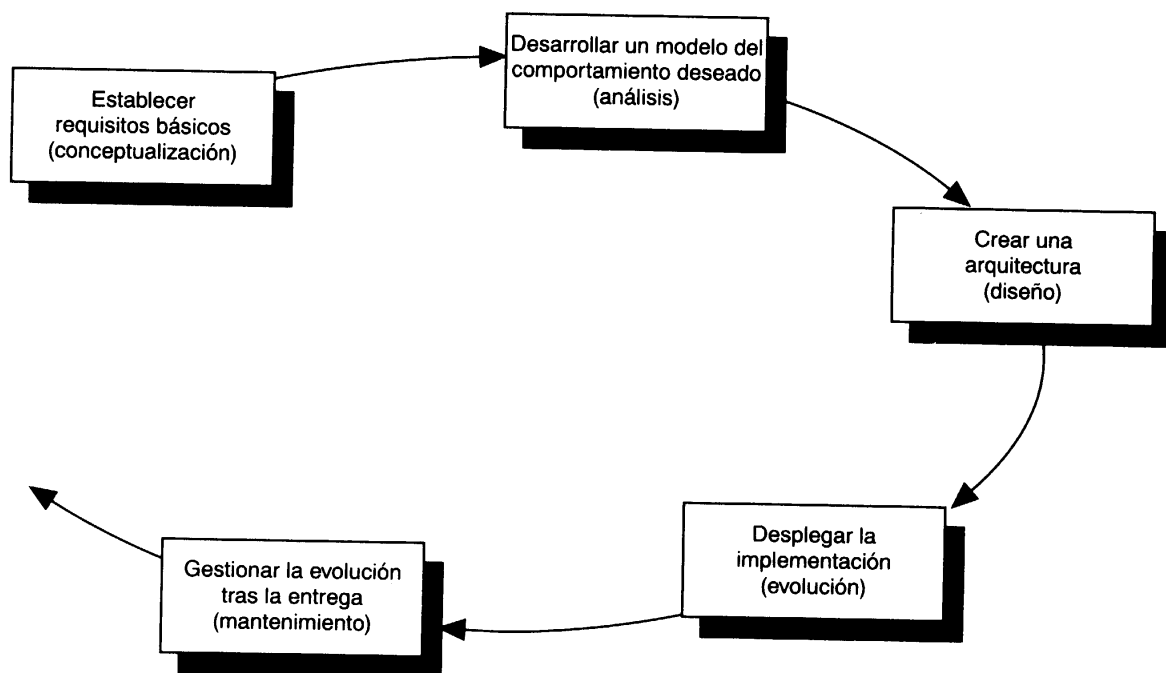 Establecer
requisitos básicos
(conceptualización)
Desarrollar un modelo del
comportamiento deseado
(análisis)
Crear una
arquitectura
(diseño)
Desplegar la
implementación
(evolución)
Gestionar la evolución
tras la entrega
(mantenimiento)